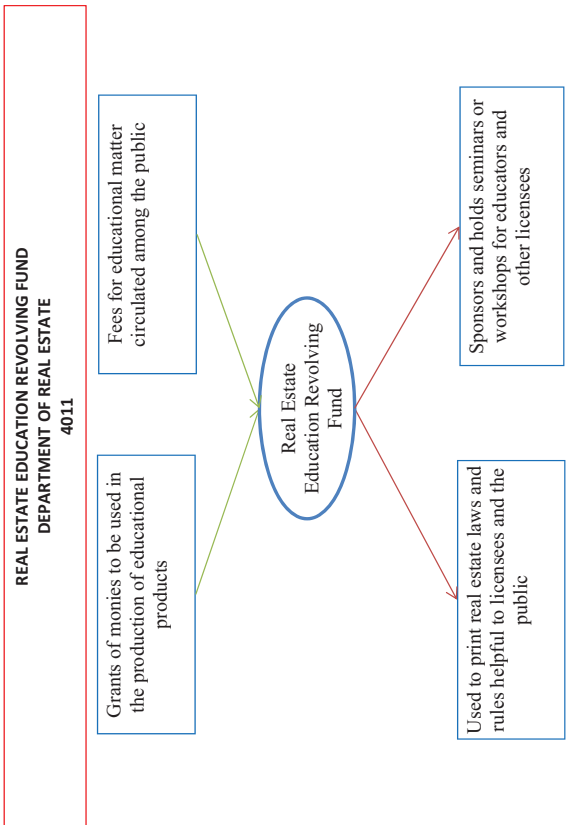 REAL ESTATE EDUCATION REVOLVING FUND
DEPARTMENT OF REAL ESTATE
4011
Grants of monies to be used in
the production of educational
products
Fees for educational matter
circulated among the public
Real Estate
Education Revolving
Fund
Used to print real estate laws and
rules helpful to licensees and the
public
Sponsors and holds seminars or
workshops for educators and
other licensees